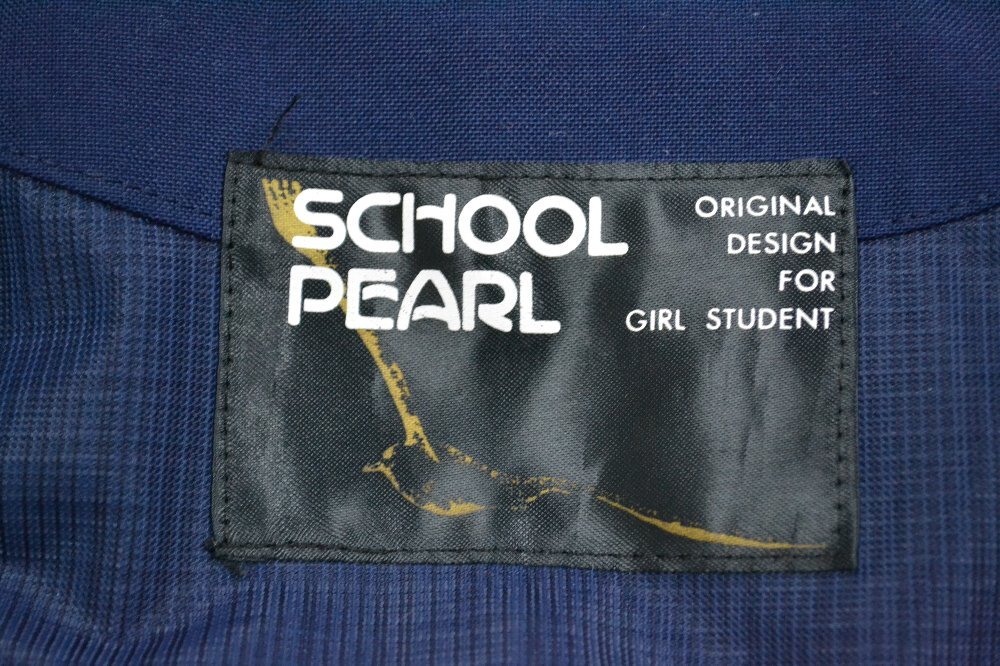 SCHOOL
PEARL
ORIGINAL
DESIGN
FOR
GIRL STUDENT